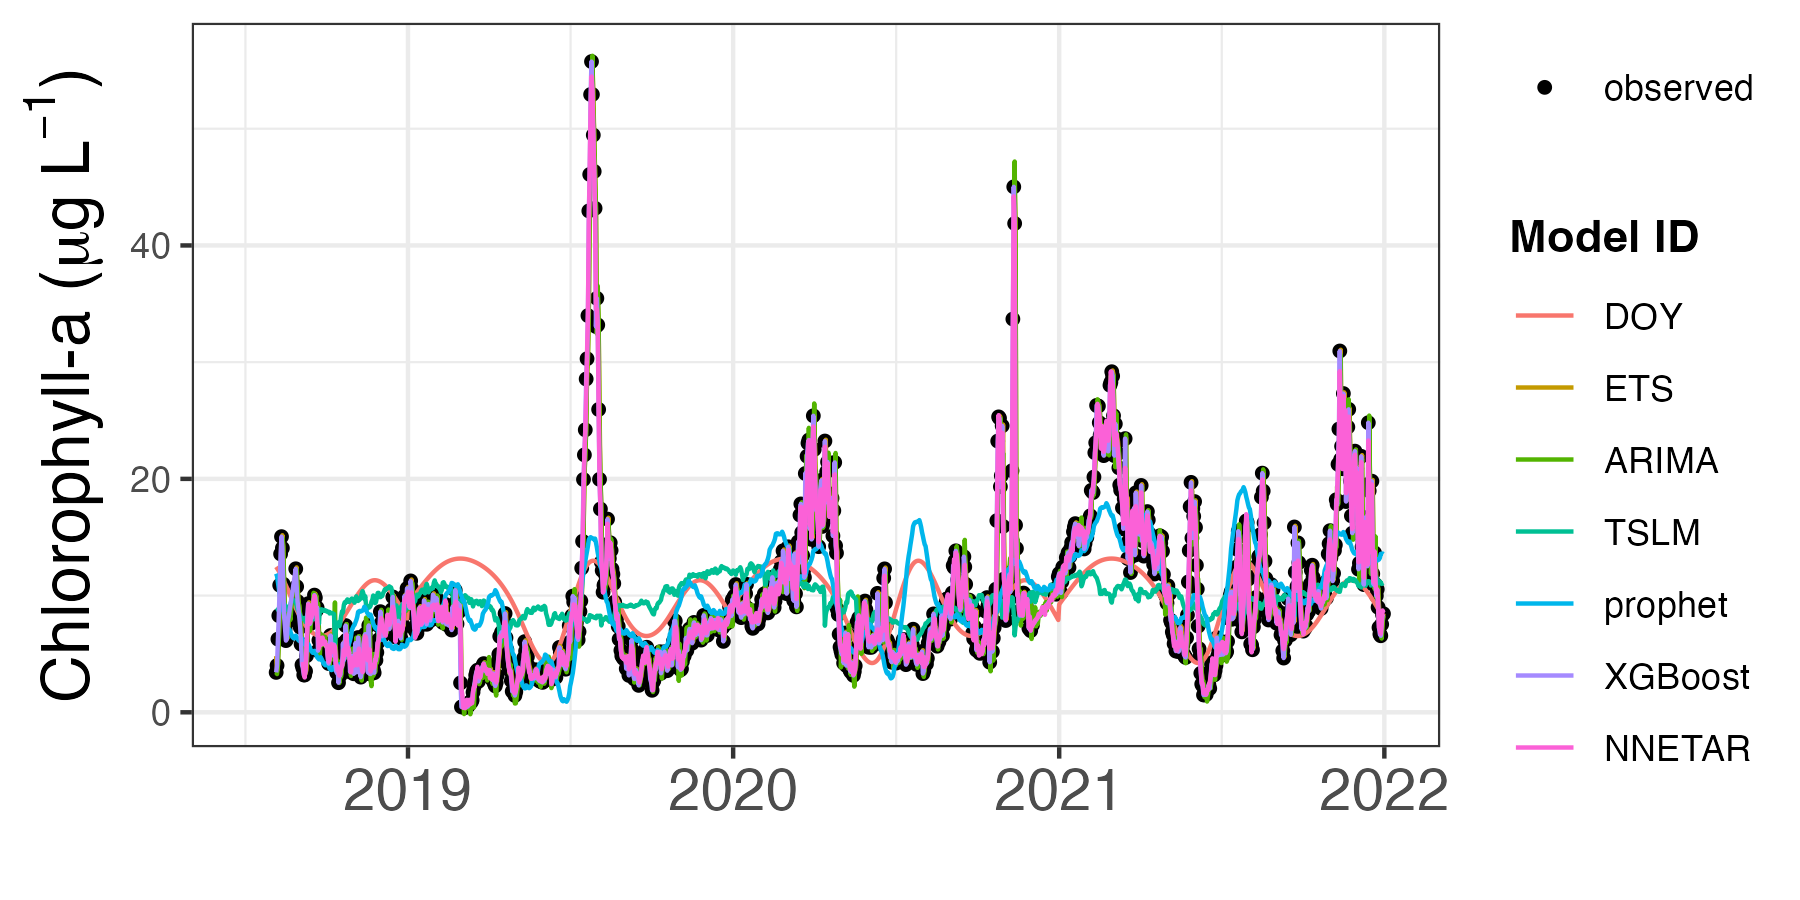 Chlorophyll-a (µg L⁻¹)
40
20
0
2019 2020 2021 2022
observed
Model ID
DOY
ETS
ARIMA
TSLM
prophet
XGBoost
NNETAR